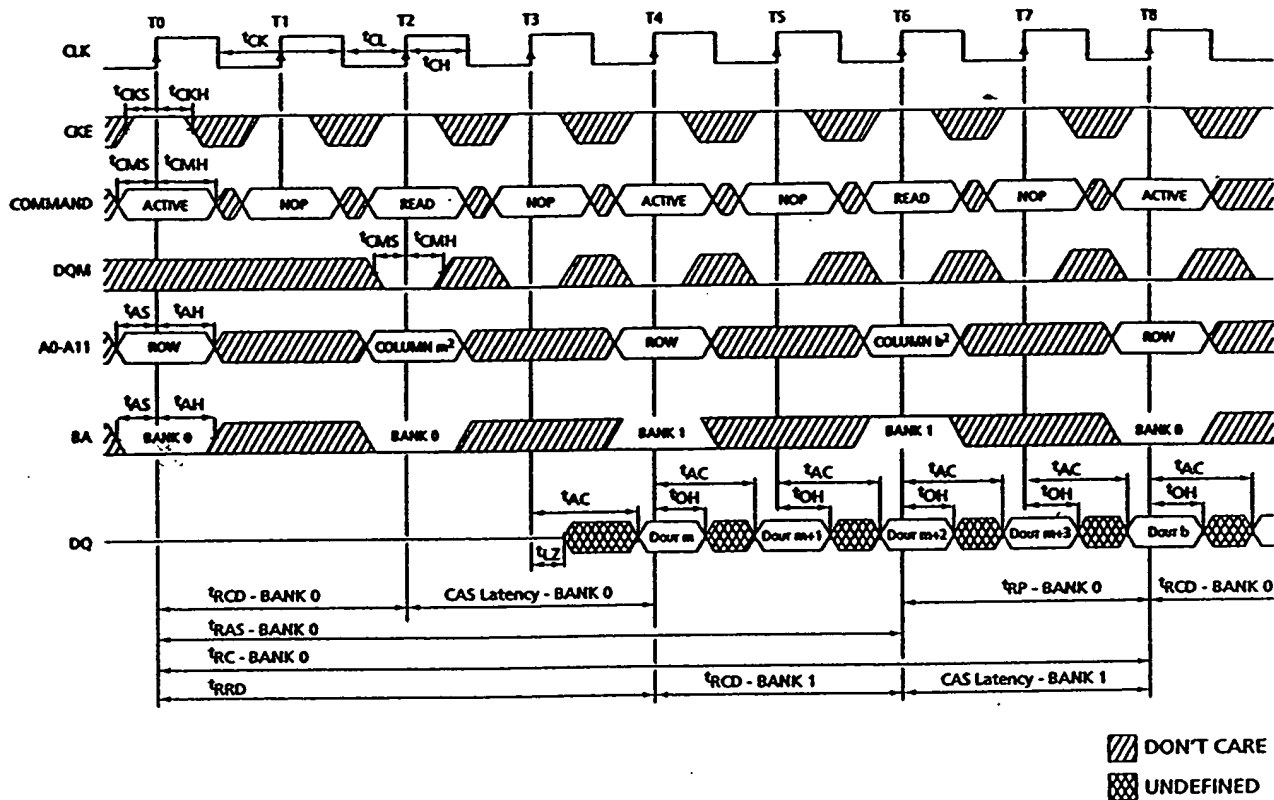 T0 T1 T2 T3 T4 T5 T6 T7 T8
CLK
tCK tCL tCH
tCKS tCKH
CKE
tCMS tCMH
COMMAND ACTIVE NOP READ NOP ACTIVE NOP READ NOP ACTIVE
tCMS tCMH
DQM
tAS tAH
A0-A11 ROW COLUMN m² ROW COLUMN b² ROW
tAS tAH
BA BANK 0 BANK 0 BANK 1 BANK 1 BANK 0
tAC tAC tAC tAC tAC tAC
tOH tOH tOH tOH tOH
DQ DOUT m DOUT m+1 DOUT m+2 DOUT m+3 DOUT b
tLZ
tRCD - BANK 0 CAS Latency - BANK 0 tRP - BANK 0 tRCD - BANK 0
tRAS - BANK 0
tRC - BANK 0
tRRD tRCD - BANK 1 CAS Latency - BANK 1
DON'T CARE
UNDEFINED